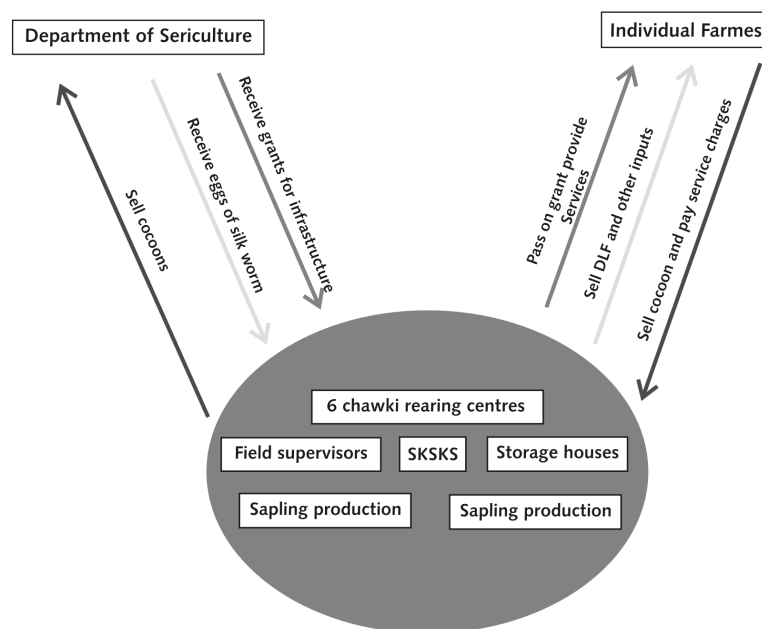 Department of Sericulture
Individual Farmes
Sell cocoons
Receive eggs of silk worm
Receive grants for infrastructure
Pass on grant provide
Services
Sell DLF and other inputs
Sell cocoon and pay service charges
6 chawki rearing centres
Field supervisors
SKSKS
Storage houses
Sapling production
Sapling production